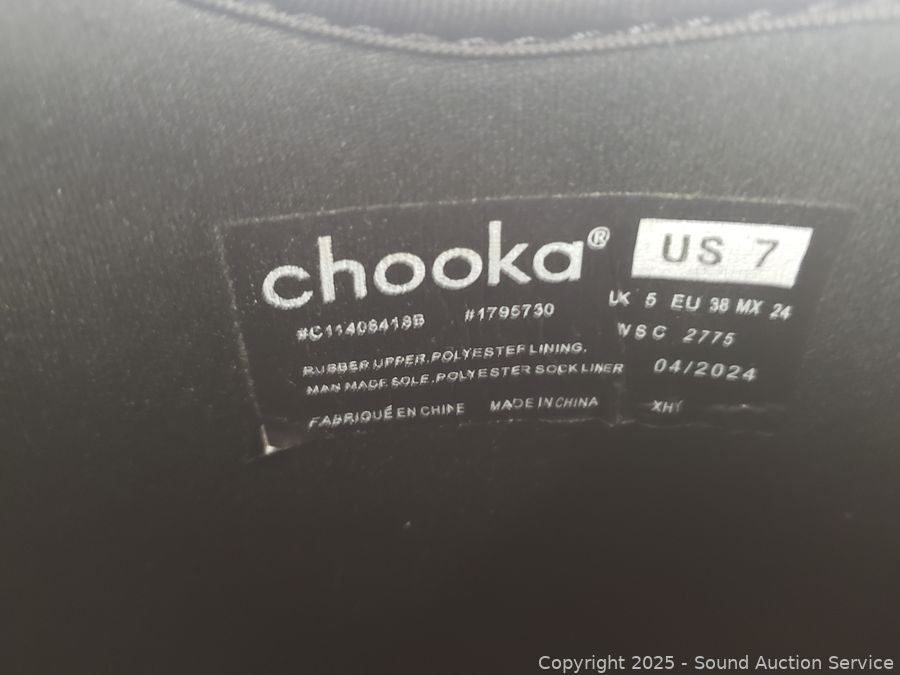 chooka®
US 7
UK 5 EU 38 MX 24
#C11408418B #1795730
WSC 2775
RUBBER UPPER.POLYESTER LINING.
MAN MADE SOLE.POLYESTER SOCK LINER
04/2024
FABRIQUÉ EN CHINE MADE IN CHINA
XHY
Copyright © 2025 - Sound Auction Service